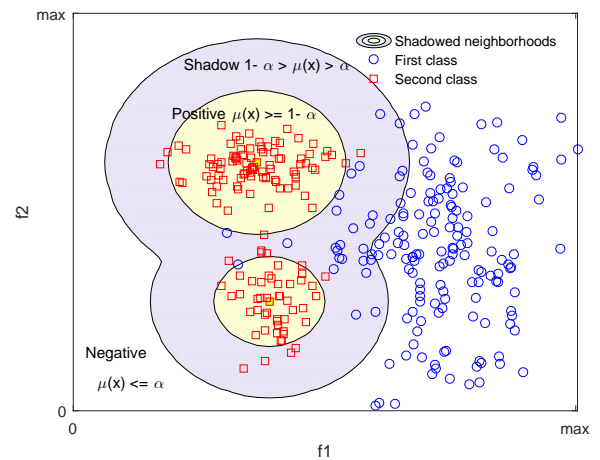 max
Shadowed neighborhoods
Shadow 1- α > μ(x) > α
First class
Second class
Positive μ(x) >= 1- α
f2
Negative
μ(x) <= α
0
0
max
f1